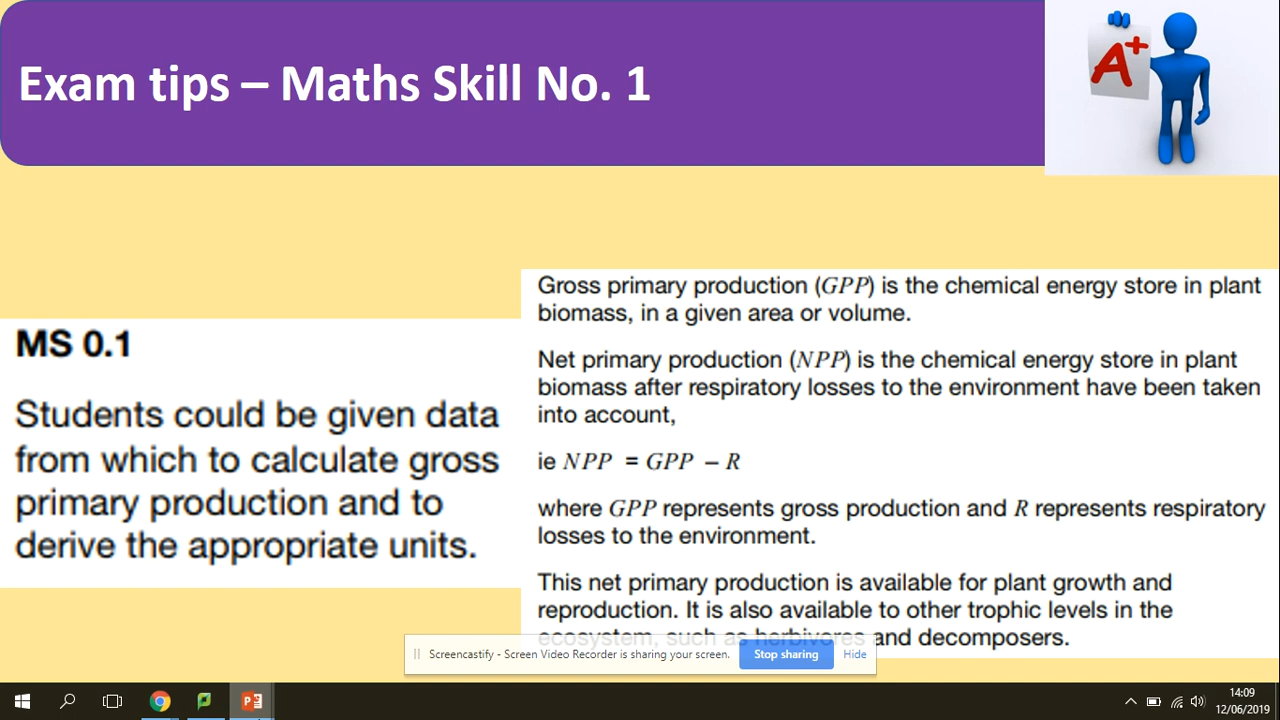 Exam tips – Maths Skill No. 1
A+
MS 0.1
Students could be given data
from which to calculate gross
primary production and to
derive the appropriate units.
Gross primary production (GPP) is the chemical energy store in plant
biomass, in a given area or volume.
Net primary production (NPP) is the chemical energy store in plant
biomass after respiratory losses to the environment have been taken
into account,
ie NPP = GPP – R
where GPP represents gross production and R represents respiratory
losses to the environment.
This net primary production is available for plant growth and
reproduction. It is also available to other trophic levels in the
ecosystem, such as herbivores and decomposers.
Screencastify - Screen Video Recorder is sharing your screen. Stop sharing Hide
14:09
12/06/2019